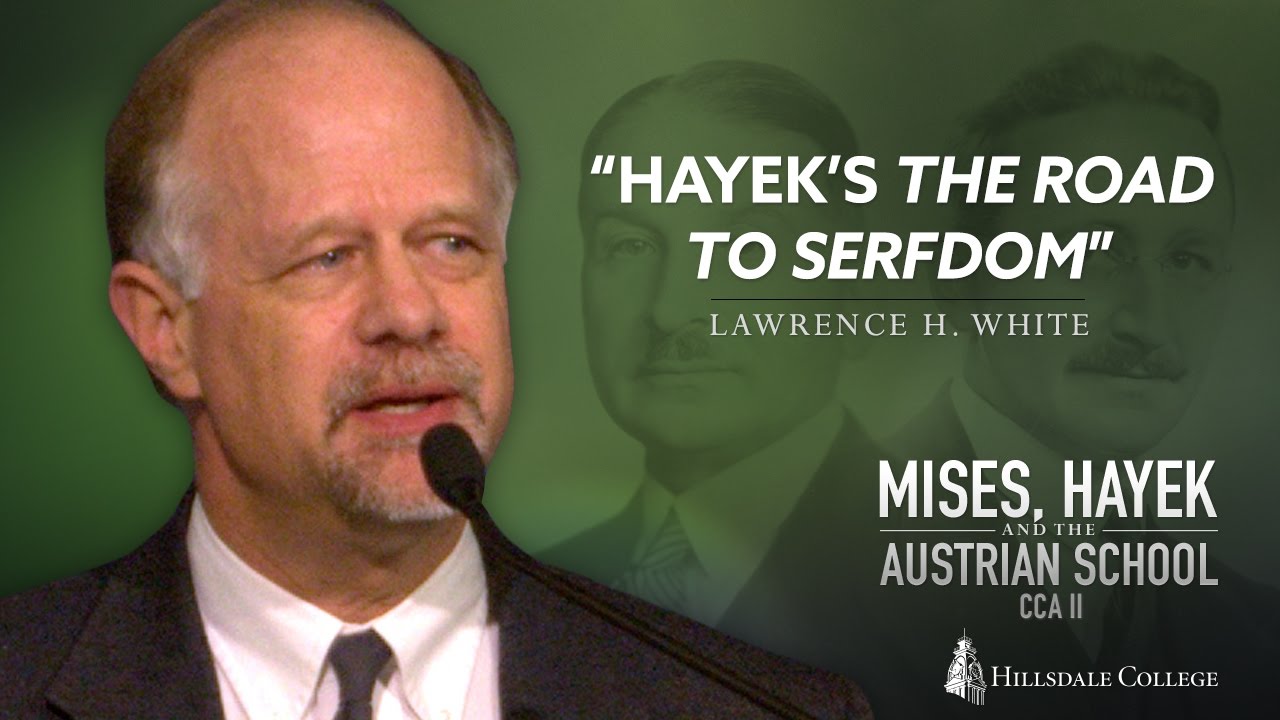 “HAYEK’S THE ROAD
TO SERFDOM”
LAWRENCE H. WHITE
MISES, HAYEK
AND THE
AUSTRIAN SCHOOL
CCA II
HILLSDALE COLLEGE